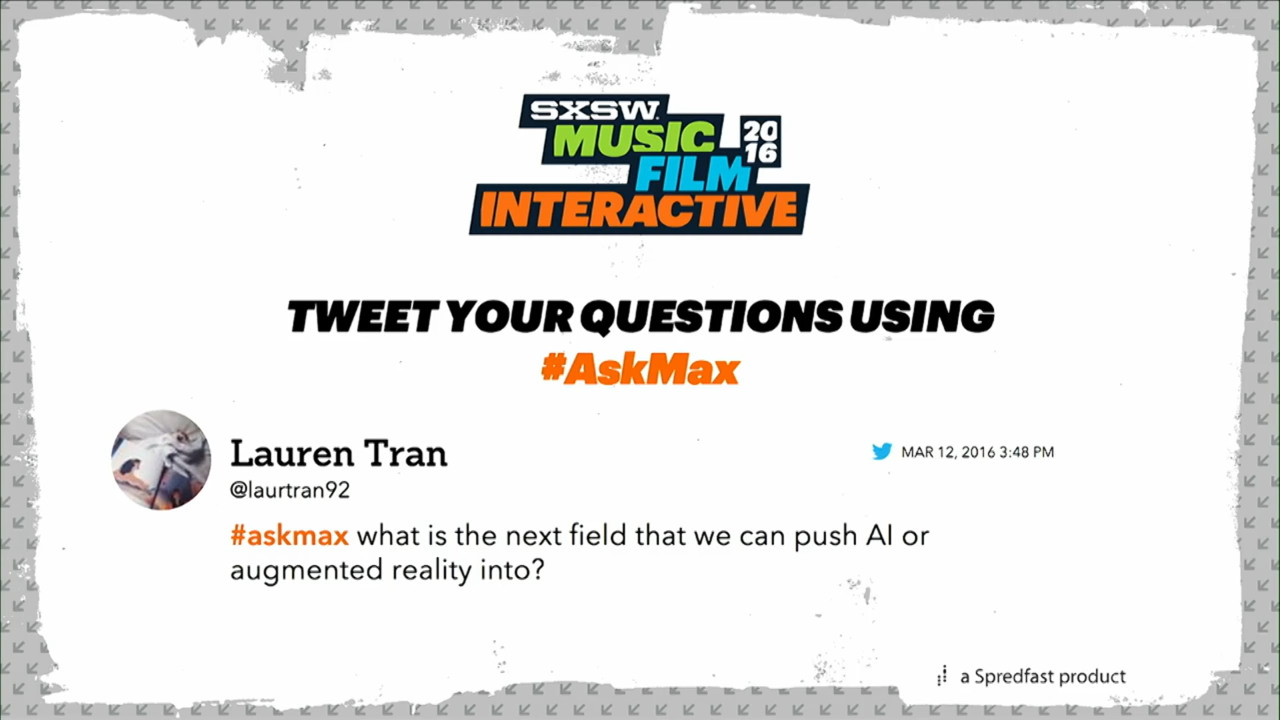 SXSW.
MUSIC
2016
FILM
INTERACTIVE
TWEET YOUR QUESTIONS USING
#AskMax
Lauren Tran
MAR 12, 2016 3:48 PM
@laurtran92
#askmax what is the next field that we can push AI or
augmented reality into?
a Spredfast product